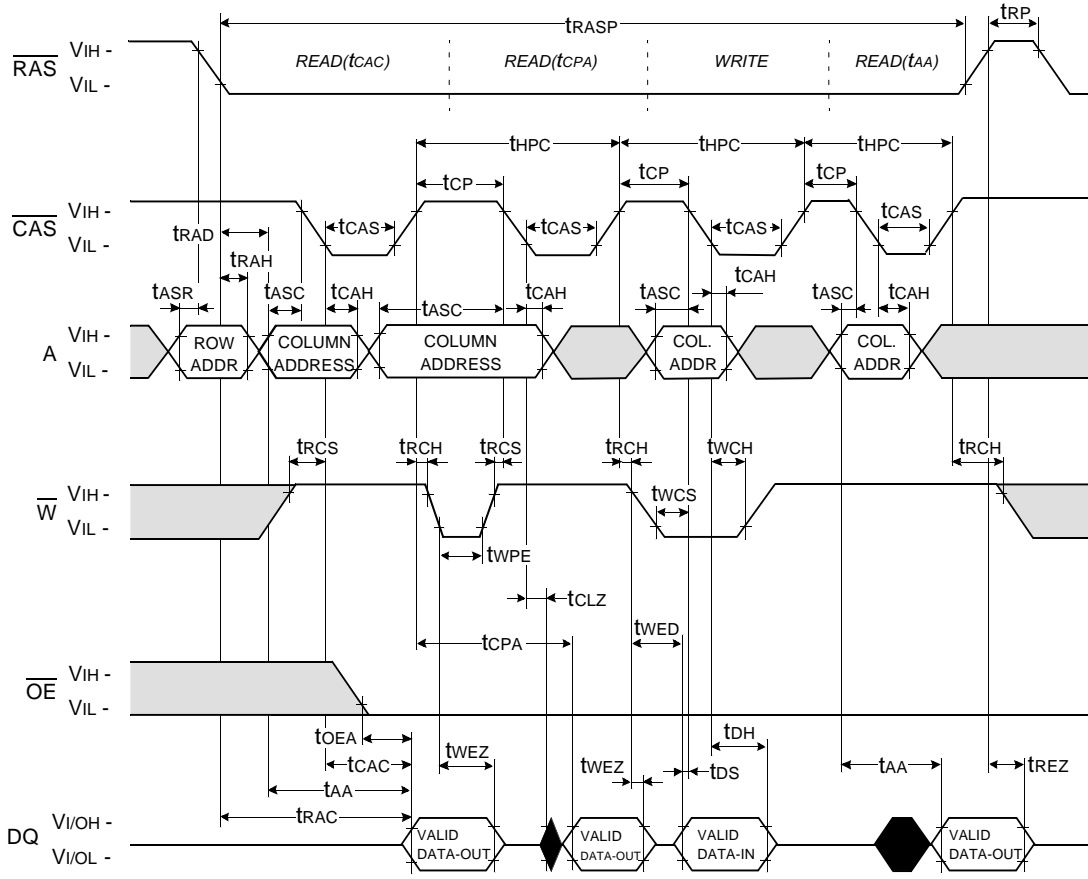 tRASP
tRP
RAS
VIH -
VIL -
READ(tCAC)
READ(tCPA)
WRITE
READ(tAA)
tHPC
tHPC
tHPC
tCP
tCP
tCP
CAS
VIH -
VIL -
tCAS
tCAS
tCAS
tCAS
tRAD
tRAH
tCAH
tASR
tASC
tCAH
tASC
tCAH
tASC
tASC
tCAH
A
VIH -
VIL -
ROW
ADDR
COLUMN
ADDRESS
COLUMN
ADDRESS
COL.
ADDR
COL.
ADDR
tRCS
tRCH
tRCS
tRCH
tWCH
tRCH
W
VIH -
VIL -
tWCS
tWPE
tCLZ
tCPA
tWED
OE
VIH -
VIL -
tOEA
tCAC
tAA
tRAC
tWEZ
tWEZ
tDH
tDS
tAA
tREZ
DQ
VI/OH -
VI/OL -
VALID
DATA-OUT
VALID
DATA-OUT
VALID
DATA-IN
VALID
DATA-OUT